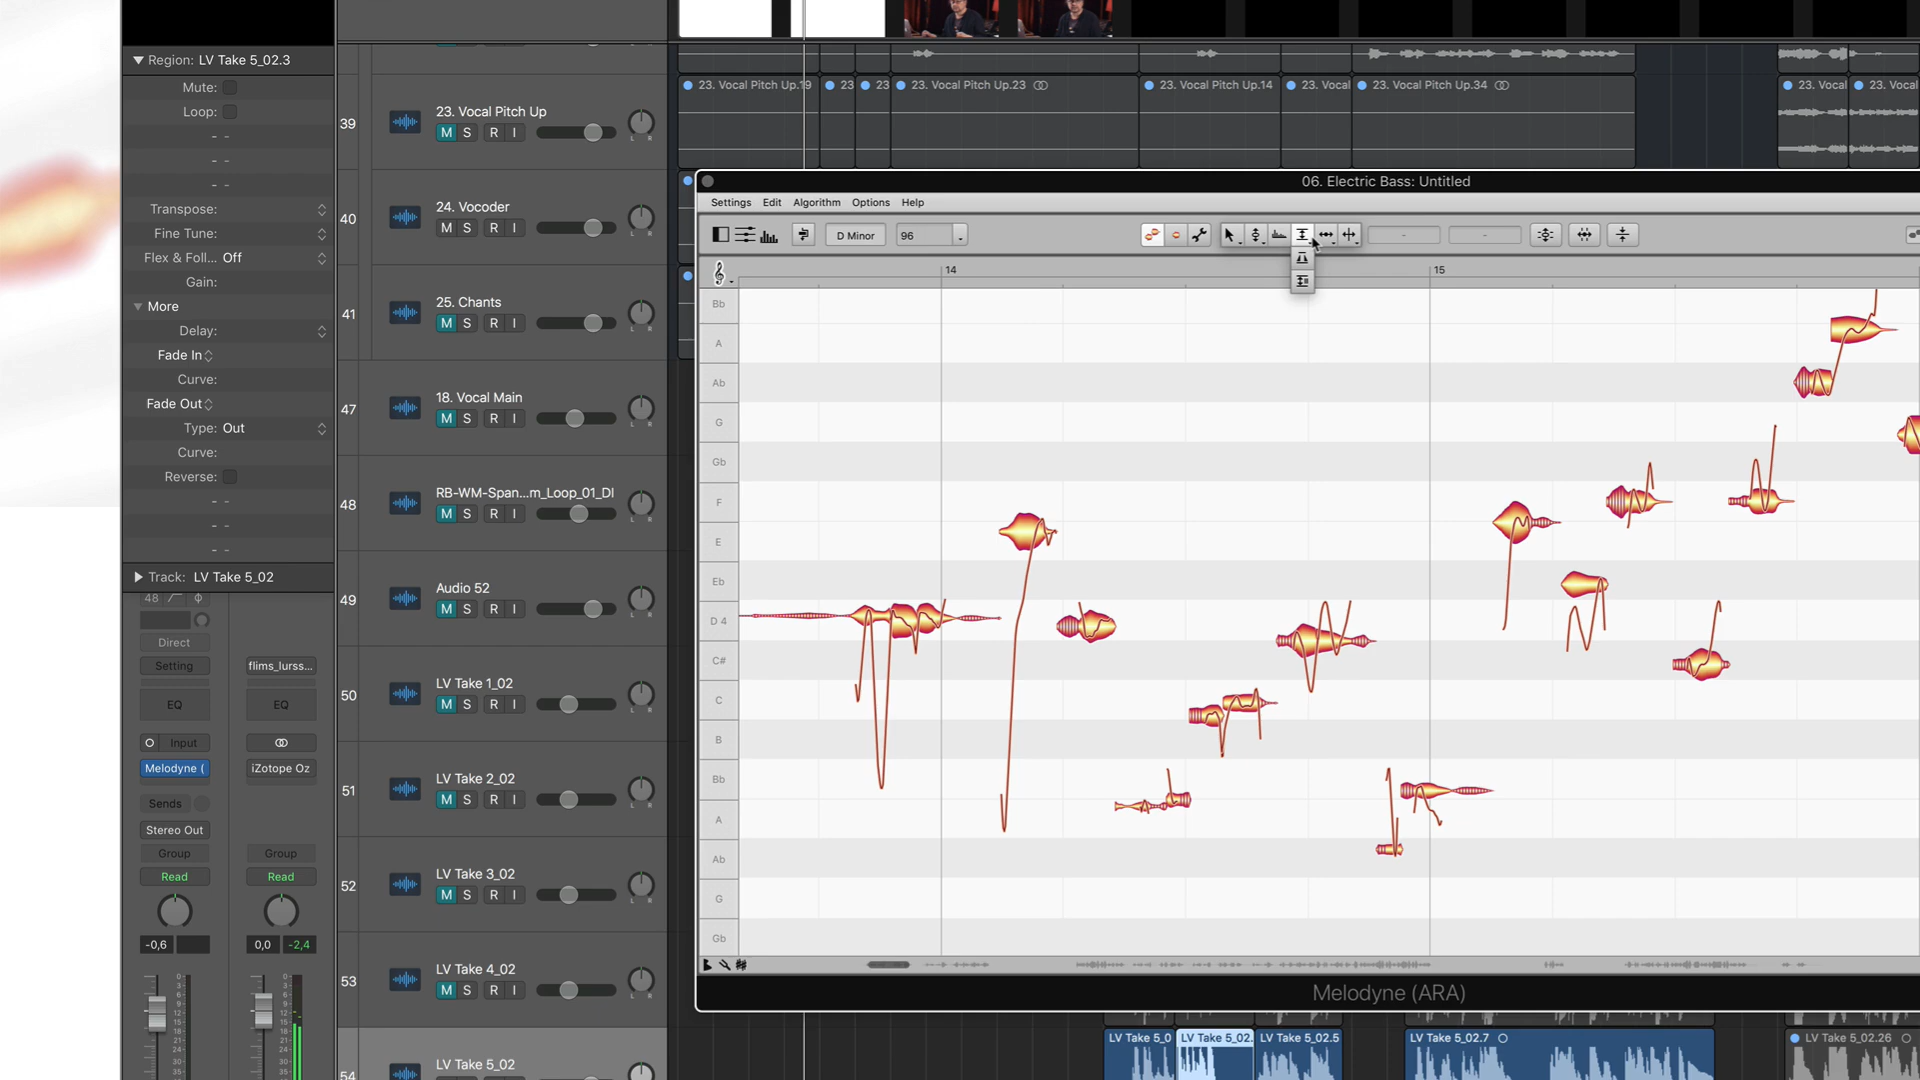 Region: LV Take 5_02.3
Mute:
Loop:
Transpose:
Fine Tune:
Flex & Foll... Off
Gain:
More
Delay:
Fade In
Curve:
Fade Out
Type: Out
Curve:
Reverse:
Track: LV Take 5_02
48
Direct
Setting
flims_lurss...
EQ
EQ
Input
Melodyne (
iZotope Oz
Sends
Stereo Out
Group
Group
Read
Read
-0,6
0,0
-2,4
39
23. Vocal Pitch Up
M S R I
L R
40
24. Vocoder
M S R I
L R
41
25. Chants
M S R I
L R
47
18. Vocal Main
M S R I
L R
48
RB-WM-Span...m_Loop_01_DI
M S R I
L R
49
Audio 52
M S R I
L R
50
LV Take 1_02
M S R I
L R
51
LV Take 2_02
M S R I
L R
52
LV Take 3_02
M S R I
L R
53
LV Take 4_02
M S R I
L R
54
LV Take 5_02
23. Vocal Pitch Up.19
23
23
23. Vocal Pitch Up.23
23. Vocal Pitch Up.14
23. Vocal
23. Vocal Pitch Up.34
23. Vocal
23. Vocal
06. Electric Bass: Untitled
Settings Edit Algorithm Options Help
D Minor
96
14
15
Bb
A
Ab
G
Gb
F
E
Eb
D 4
C#
C
B
Bb
A
Ab
G
Gb
Melodyne (ARA)
LV Take 5_0
LV Take 5_02.
LV Take 5_02.5
LV Take 5_02.7
LV Take 5_02.26